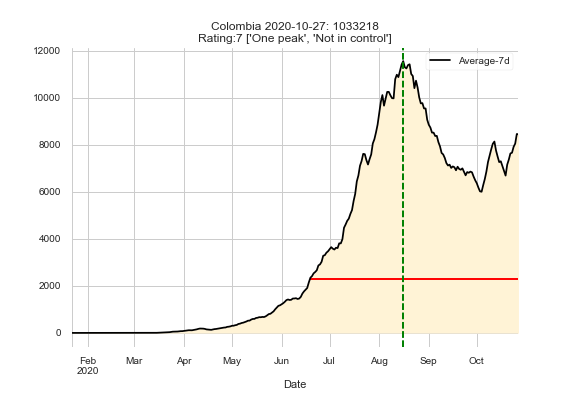 Colombia 2020-10-27: 1033218
Rating:7 ['One peak', 'Not in control']
Average-7d
12000
10000
8000
6000
4000
2000
0
Feb Mar Apr May Jun Jul Aug Sep Oct
2020
Date